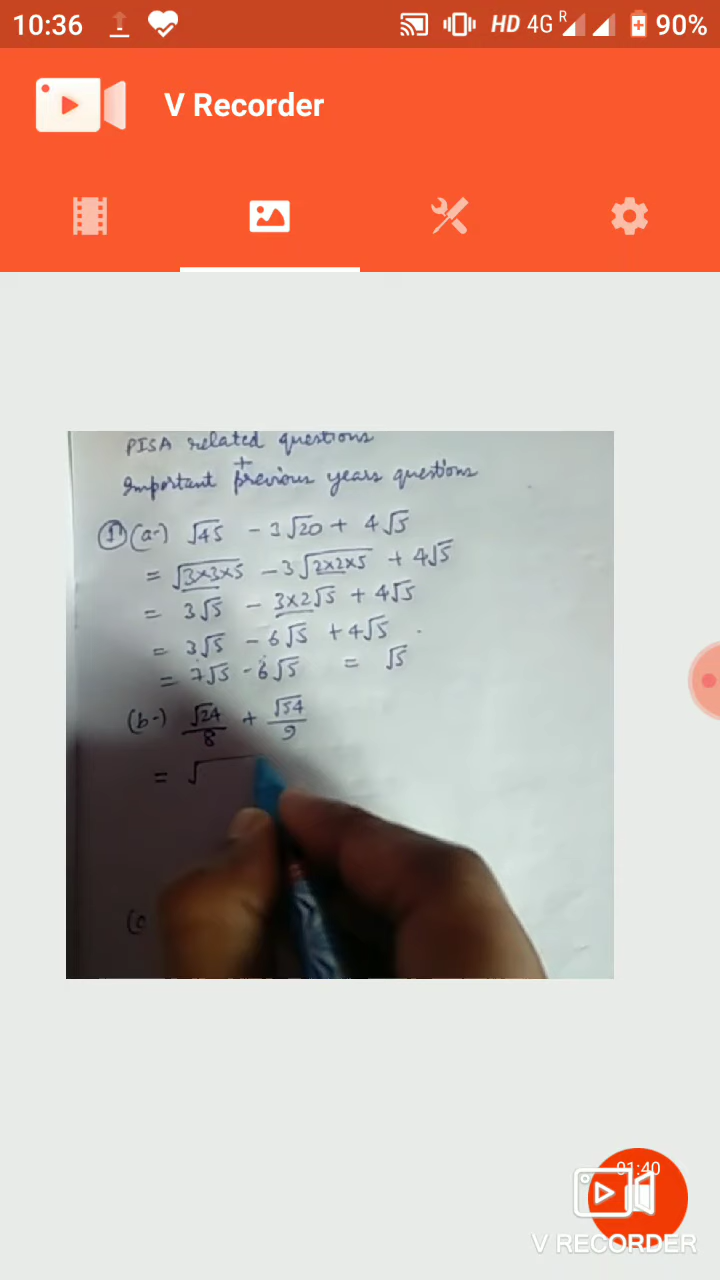 10:36 HD 4G R 90%
V Recorder
PISA related questions
+
Important previous years questions
1 (a-) √45 - 3√20 + 4√5
= √3×3×5 - 3√2×2×5 + 4√5
= 3√5 - 3×2√5 + 4√5
= 3√5 - 6√5 + 4√5
= 7√5 - 6√5 = √5
(b-) √24/8 + √54/9
= √
(c
01:40
V RECORDER